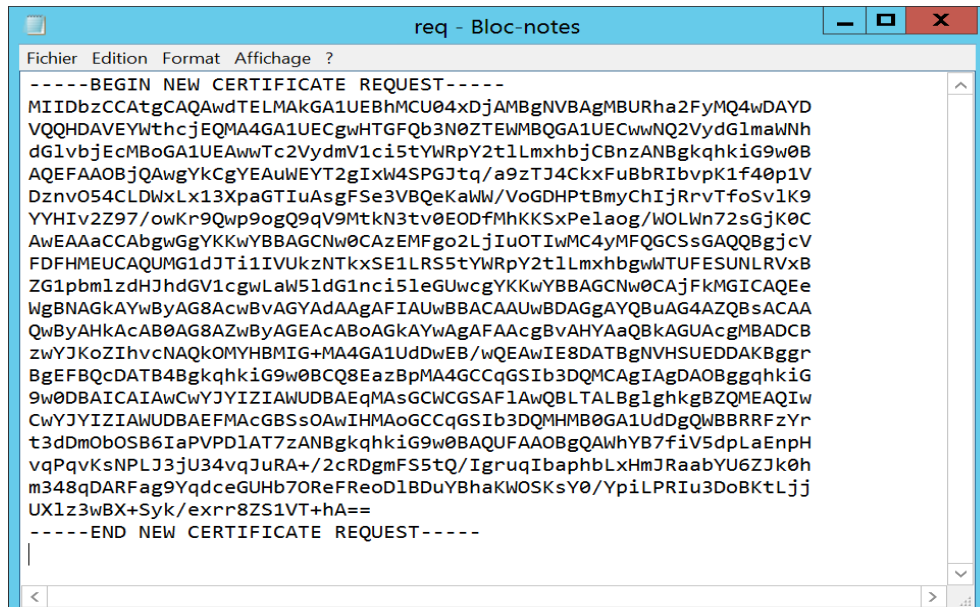 req - Bloc-notes
Fichier Edition Format Affichage ?
-----BEGIN NEW CERTIFICATE REQUEST-----
MIIDbzCCAtgCAQAwdTELMAkGA1UEBhMCU04xDjAMBgNVBAgMBURha2FyMQ4wDAYD
VQQHDAVEYWthcjEQMA4GA1UECgwHTGFQb3N0ZTEWMBQGA1UECwwNQ2VydGlmaWNh
dGlvbjEcMBoGA1UEAwwTc2VydmV1ci5tYWRpY2tlLmxhbjCBnzANBgkqhkiG9w0B
AQEFAAOBjQAwgYkCgYEAuWEYT2gIxW4SPGJtq/a9zTJ4CkxFuBbRIbvpK1f40p1V
DznvO54CLDWxLx13XpaGTIuAsgFSe3VBQeKaWW/VoGDHPtBmyChIjRrvTfoSvlK9
YYHIv2Z97/owKr9Qwp9ogQ9qV9MtkN3tv0EODfMhKKSxPelaog/WOLWn72sGjK0C
AwEAAaCCAbgwGgYKKwYBBAGCNw0CAzEMFgo2LjIuOTIwMC4yMFQGCSsGAQQBgjcV
FDFHMEUCAQUMG1dJTi1IVUkzNTkxSE1LRS5tYWRpY2tlLmxhbgwWTUFESUNLRVxB
ZG1pbmlzdHJhdGV1cgwLaW5ldG1nci5leGUwcgYKKwYBBAGCNw0CAjFkMGICAQEe
WgBNAGkAYwByAG8AcwBvAGYAdAAgAFIAUwBBACAAUwBDAGgAYQBuAG4AZQBsACAA
QwByAHkAcAB0AG8AZwByAGEAcABoAGkAYwAgAFAAcgBvAHYAaQBkAGUAcgMBADCB
zwYJKoZIhvcNAQkOMYHBMIG+MA4GA1UdDwEB/wQEAwIE8DATBgNVHSUEDDAKBggr
BgEFBQcDATB4BgkqhkiG9w0BCQ8EazBpMA4GCCqGSIb3DQMCAgIAgDAOBggqhkiG
9w0DBAICAIAwCwYJYIZIAWUDBAEqMAsGCWCGSAFlAwQBLTALBglghkgBZQMEAQIw
CwYJYIZIAWUDBAEFMAcGBSsOAwIHMAoGCCqGSIb3DQMHMB0GA1UdDgQWBBRRFzYr
t3dDmObOSB6IaPVPDlAT7zANBgkqhkiG9w0BAQUFAAOBgQAWhYB7fiV5dpLaEnpH
vqPqvKsNPLJ3jU34vqJuRA+/2cRDgmFS5tQ/IgruqIbaphbLxHmJRaabYU6ZJk0h
m348qDARFag9YqdceGUHb7OReFReoDlBDuYBhaKWOSKsY0/YpiLPRIu3DoBKtLjj
UXlz3wBX+Syk/exrr8ZS1VT+hA==
-----END NEW CERTIFICATE REQUEST-----